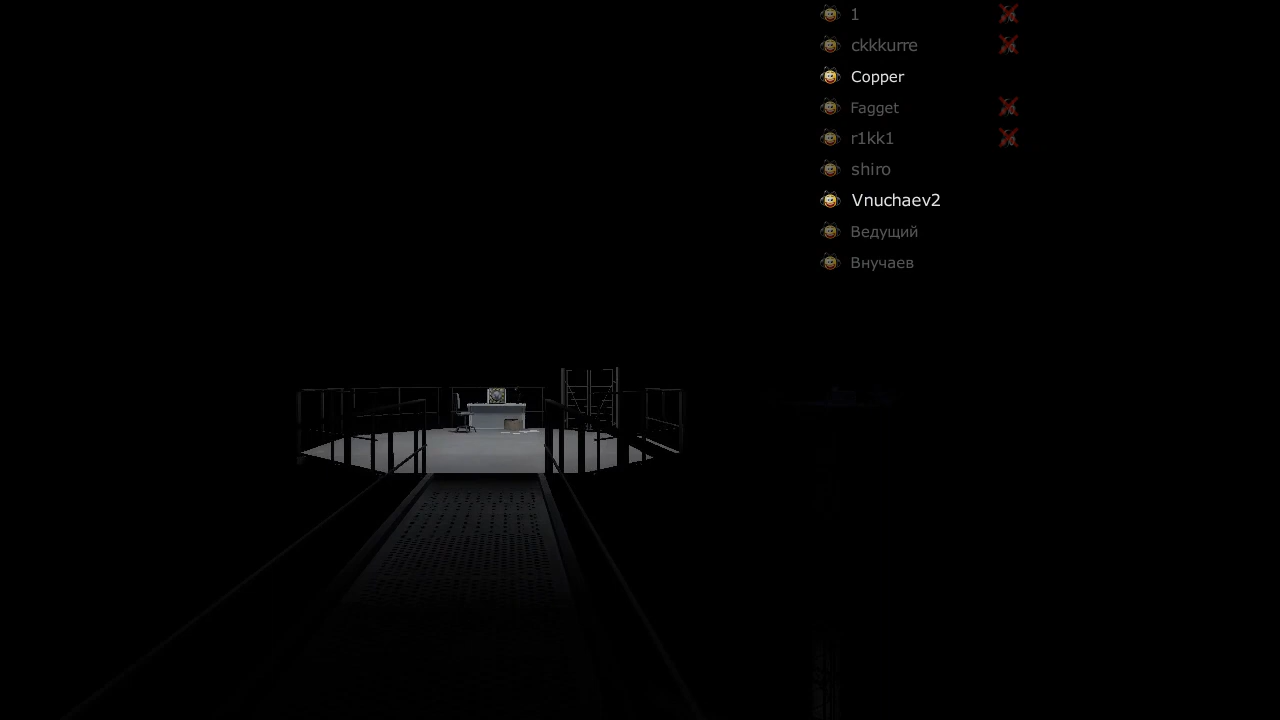 1
ckkkurre
Copper
Fagget
r1kk1
shiro
Vnuchaev2
Ведущий
Внучаев